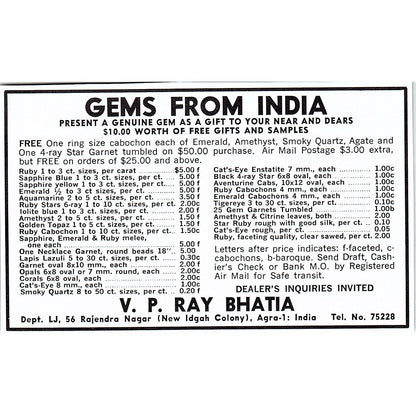 GEMS FROM INDIA
PRESENT A GENUINE GEM AS A GIFT TO YOUR NEAR AND DEARS
$10.00 WORTH OF FREE GIFTS AND SAMPLES
FREE One ring size cabochon each of Emerald, Amethyst, Smoky Quartz, Agate and
One 4-ray Star Garnet tumbled on $50.00 purchase, Air Mail Postage $3.00 extra,
but FREE on orders of $25.00 and above.
Ruby 1 to 3 ct. sizes, per carat ........$5.00 f
Sapphire blue 1 to 3 ct. sizes, per ct..... 5.00 f
Sapphire yellow 1 to 3 ct. sizes, per ct..... 5.00 f
Emerald ½ to 3 ct. sizes, per ct........ 5.00 f
Aquamarine 2 to 5 ct. sizes, per ct..... 3.50 f
Ruby Stars 6-ray 1 to 10 ct. sizes, per ct. 2.00c
Iolite blue 1 to 3 ct. sizes, per ct........ 2.00 f
Amethyst 2 to 5 ct. sizes, per ct........ 1.50 f
Golden Topaz 1 to 5 ct. sizes, per ct..... 1.50 f
Ruby Cabochon 1 to 10 ct. sizes, per ct... 1.50c
Sapphire, Emerald & Ruby melee,
one each ........ 5.00 f
One Necklace Garnet, round beads 18".. 5.00
Lapis Lazuli 5 to 30 ct. sizes, per ct..... 0.30c
Garnet oval 8x10 mm., each ........ 2.00 f
Opals 6x8 oval or 7 mm. round, each.... 2.00c
Corals 6x8 oval, each ........ 2.00c
Cat's-Eye 8 mm., each ........ 1.00c
Smoky Quartz 8 to 50 ct. sizes, per ct.... 0.20 f
Cat's-Eye Enstatite 7 mm., each ........ 1.00c
Black 4-ray Star 6x8 oval, each ........ 1.00c
Aventurine Cabs, 10x12 oval, each ........ 1.00c
Ruby Cabochons 4 mm., each ........ 1.00c
Emerald Cabochons 4 mm., each ........ 1.00c
Tigereye 10 to 30 ct. sizes, per ct. ........ 0.10c
25 Gem Garnets Tumbled ........ 1.00b
Amethyst & Citrine leaves, both ........ 2.00
Star Ruby rough with good silks, per ct. 0.05
Cat's-Eye rough, per ct. ........ 0.05
Ruby, faceting quality, clear sawed, per ct. 2.00
Letters after price indicates: f-faceted, c-
cabochons, b-baroque. Send Draft, Cash-
ier's Check or Bank M.O. by Registered
Air Mail for Safe transit.
DEALER'S INQUIRIES INVITED
V. P. RAY BHATIA
Dept. LJ, 56 Rajendra Nagar (New Idgah Colony), Agra-1: India Tel. No. 75228